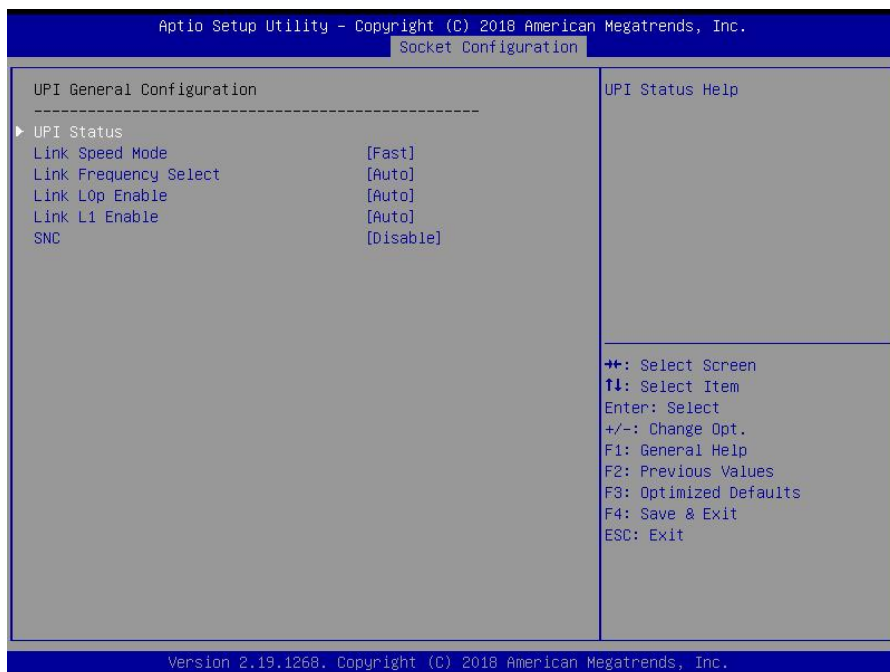 Aptio Setup Utility – Copyright (C) 2018 American Megatrends, Inc.
Socket Configuration
UPI General Configuration
--------------------------------------------------
UPI Status
Link Speed Mode [Fast]
Link Frequency Select [Auto]
Link L0p Enable [Auto]
Link L1 Enable [Auto]
SNC [Disable]
UPI Status Help
→←: Select Screen
↑↓: Select Item
Enter: Select
+/-: Change Opt.
F1: General Help
F2: Previous Values
F3: Optimized Defaults
F4: Save & Exit
ESC: Exit
Version 2.19.1268. Copyright (C) 2018 American Megatrends, Inc.